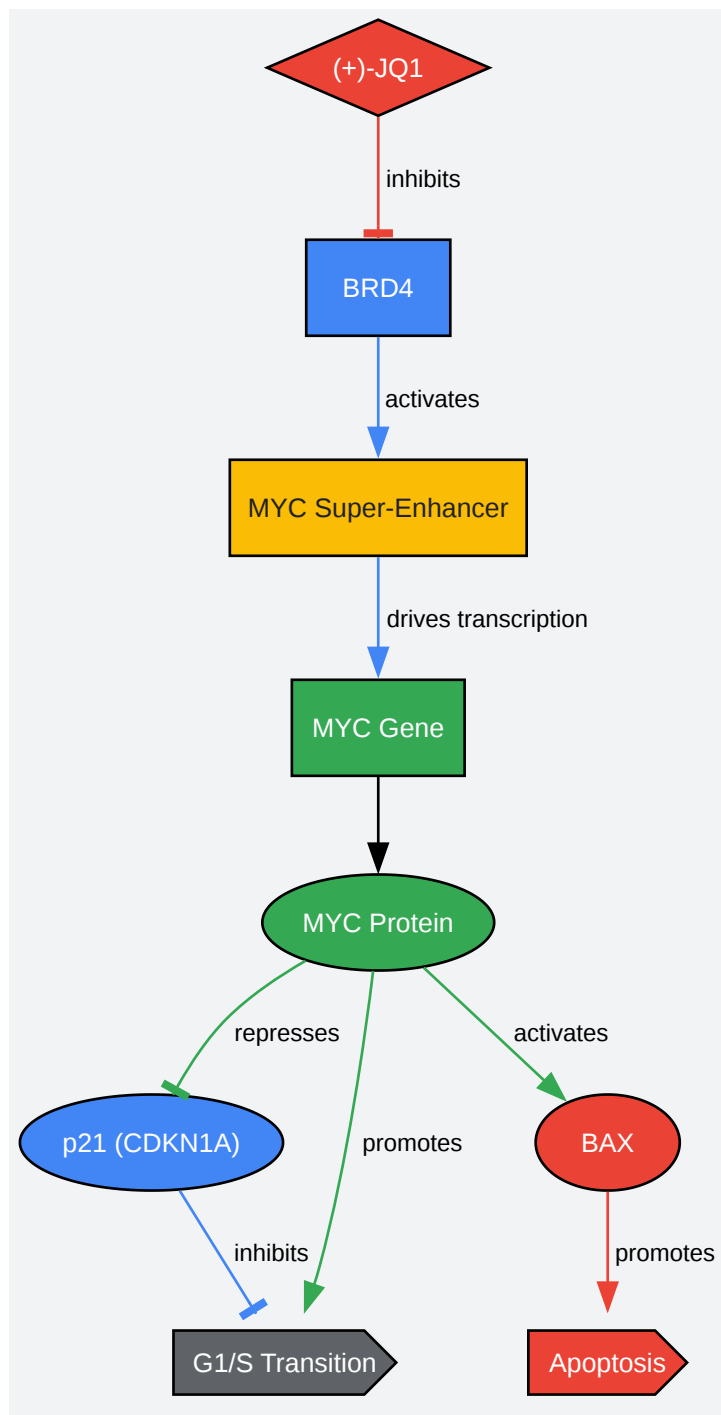 (+)-JQ1
inhibits
BRD4
activates
MYC Super-Enhancer
drives transcription
MYC Gene
MYC Protein
represses
activates
p21 (CDKN1A)
promotes
BAX
inhibits
promotes
G1/S Transition
Apoptosis